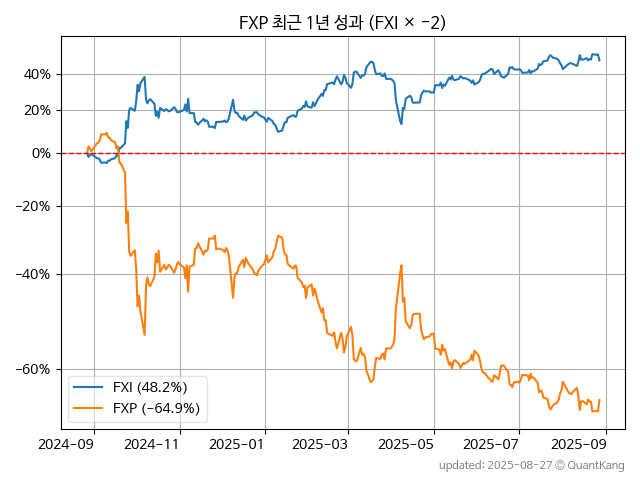 FXP 최근 1년 성과 (FXI × −2)
40%
20%
0%
−20%
−40%
−60%
FXI (48.2%)
FXP (−64.9%)
2024-09 2024-11 2025-01 2025-03 2025-05 2025-07 2025-09
updated: 2025-08-27 © QuantKang